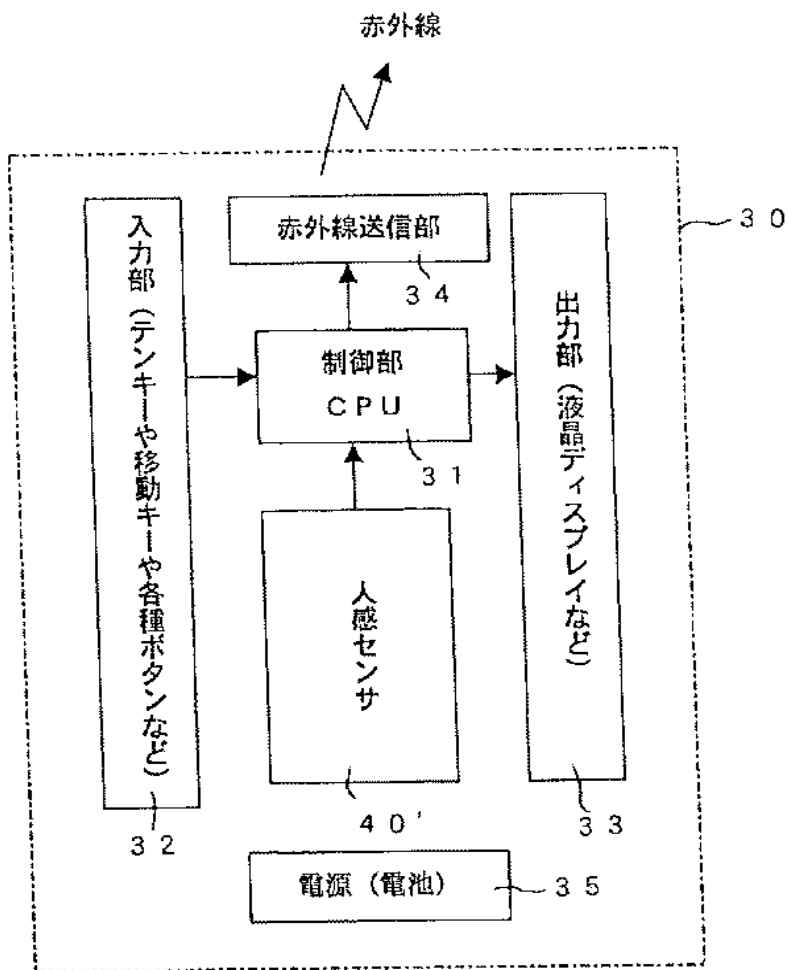 赤外線
赤外線送信部
３４
３０
入力部（テンキーや移動キーや各種ボタンなど）
３２
制御部
ＣＰＵ
３１
出力部（液晶ディスプレイなど）
３３
人感センサ
４０'
電源（電池）
３５